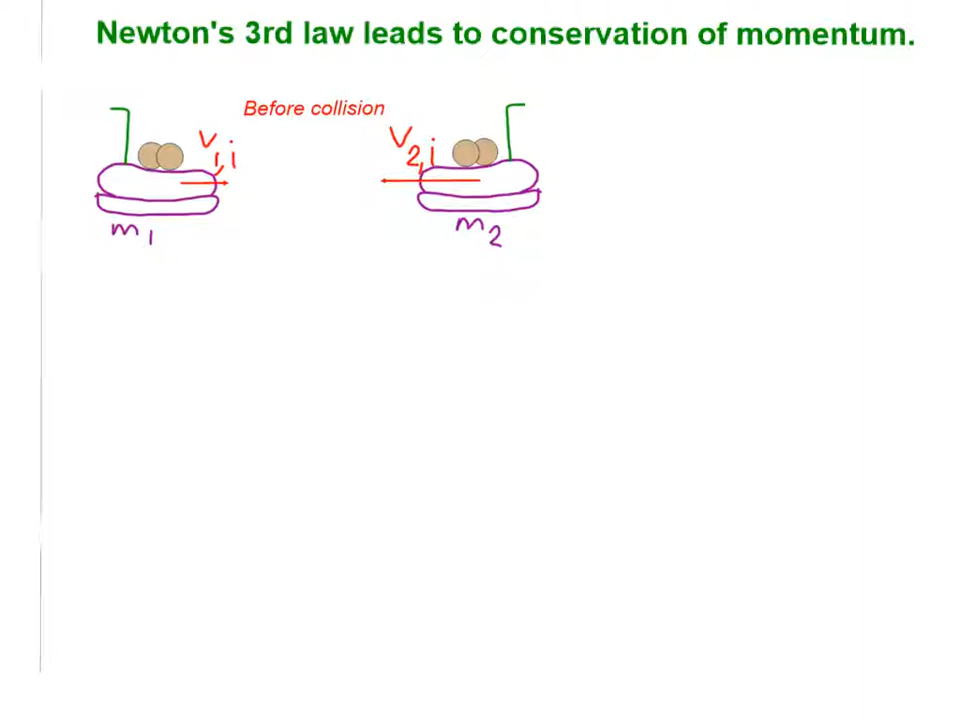 Newton's 3rd law leads to conservation of momentum.
Before collision
v1,i
v2,i
m1
m2